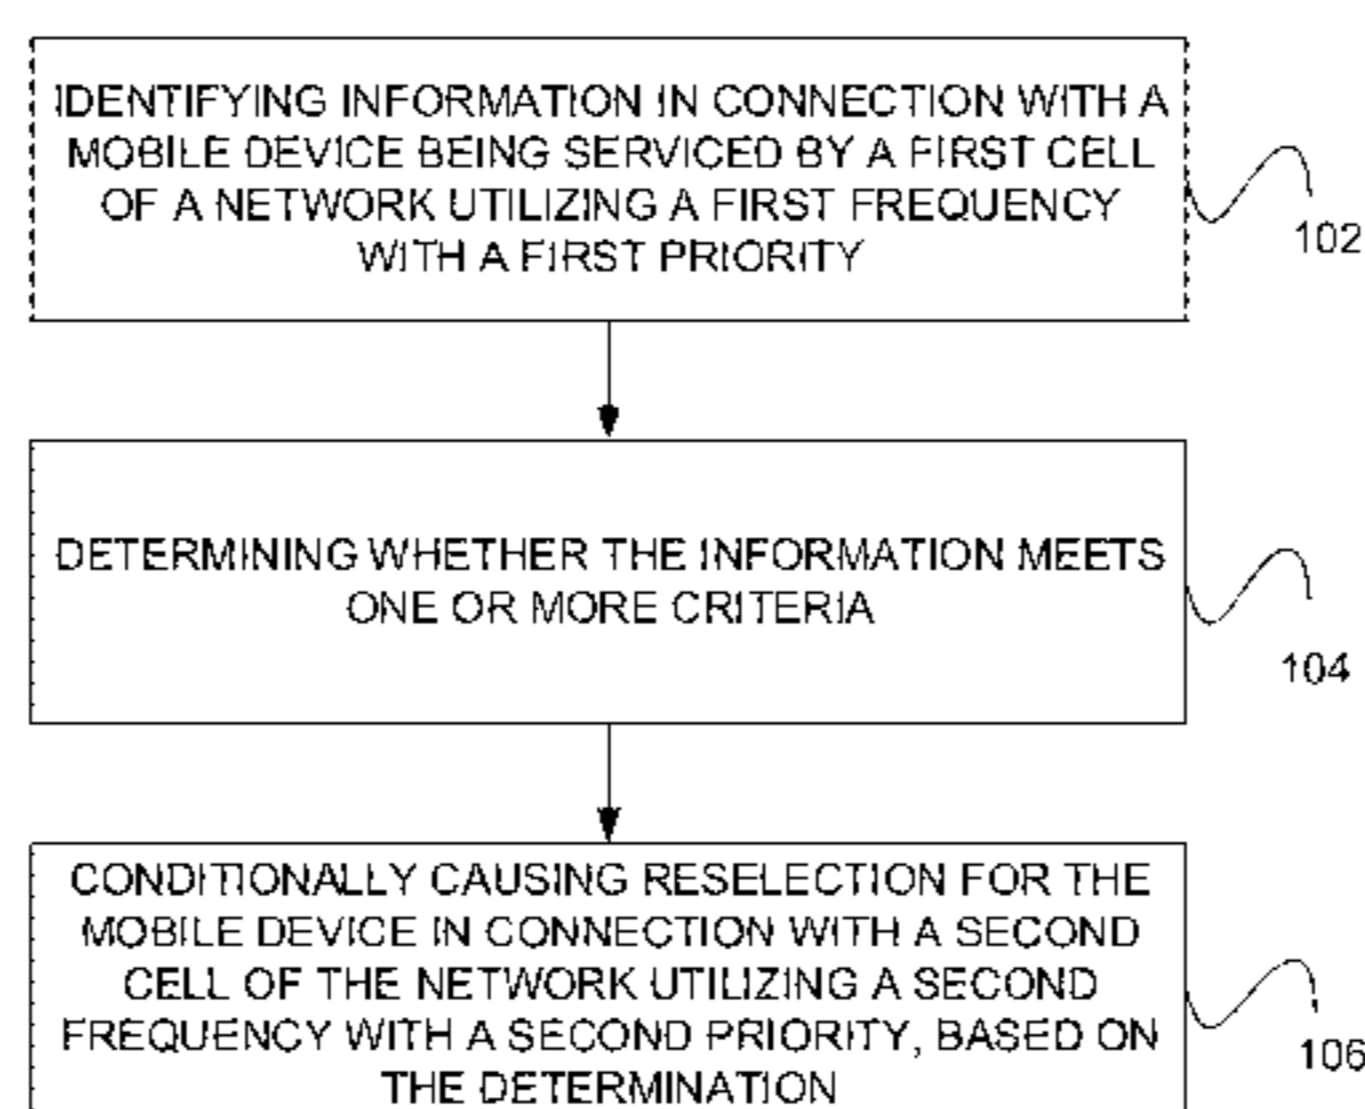 IDENTIFYING INFORMATION IN CONNECTION WITH A
MOBILE DEVICE BEING SERVICED BY A FIRST CELL
OF A NETWORK UTILIZING A FIRST FREQUENCY
WITH A FIRST PRIORITY
102
DETERMINING WHETHER THE INFORMATION MEETS
ONE OR MORE CRITERIA
104
CONDITIONALLY CAUSING RESELECTION FOR THE
MOBILE DEVICE IN CONNECTION WITH A SECOND
CELL OF THE NETWORK UTILIZING A SECOND
FREQUENCY WITH A SECOND PRIORITY, BASED ON
THE DETERMINATION
106